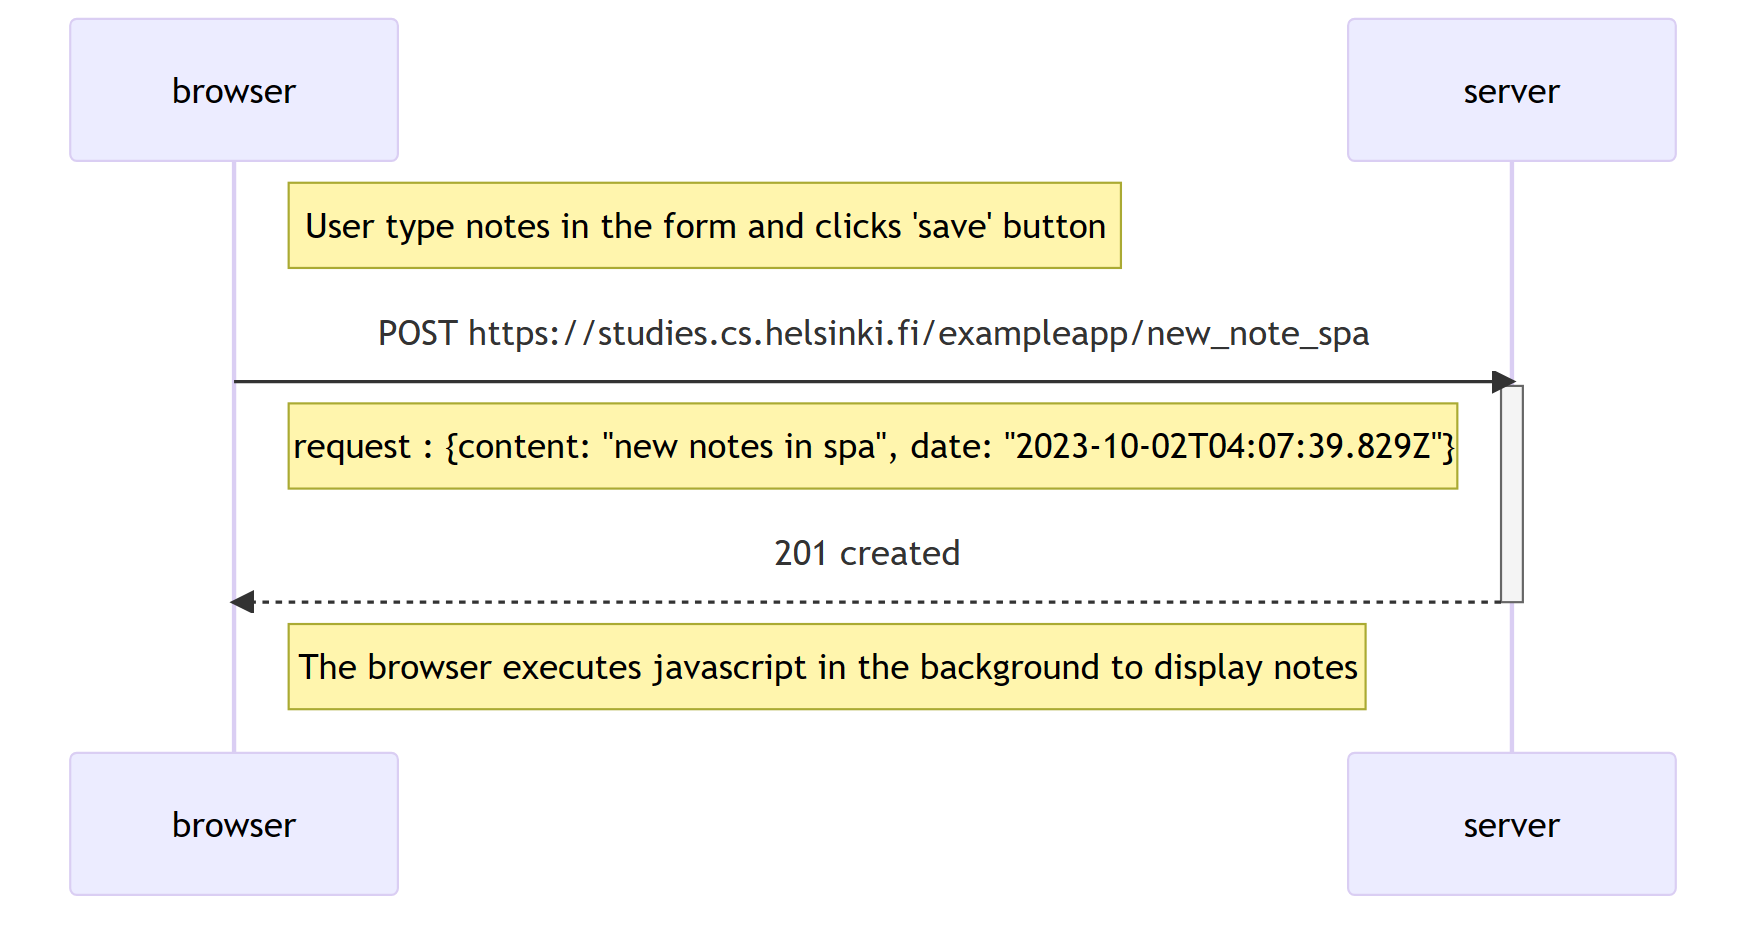 browser
server
User type notes in the form and clicks 'save' button
POST https://studies.cs.helsinki.fi/exampleapp/new_note_spa
request : {content: "new notes in spa", date: "2023-10-02T04:07:39.829Z"}
201 created
The browser executes javascript in the background to display notes
browser
server